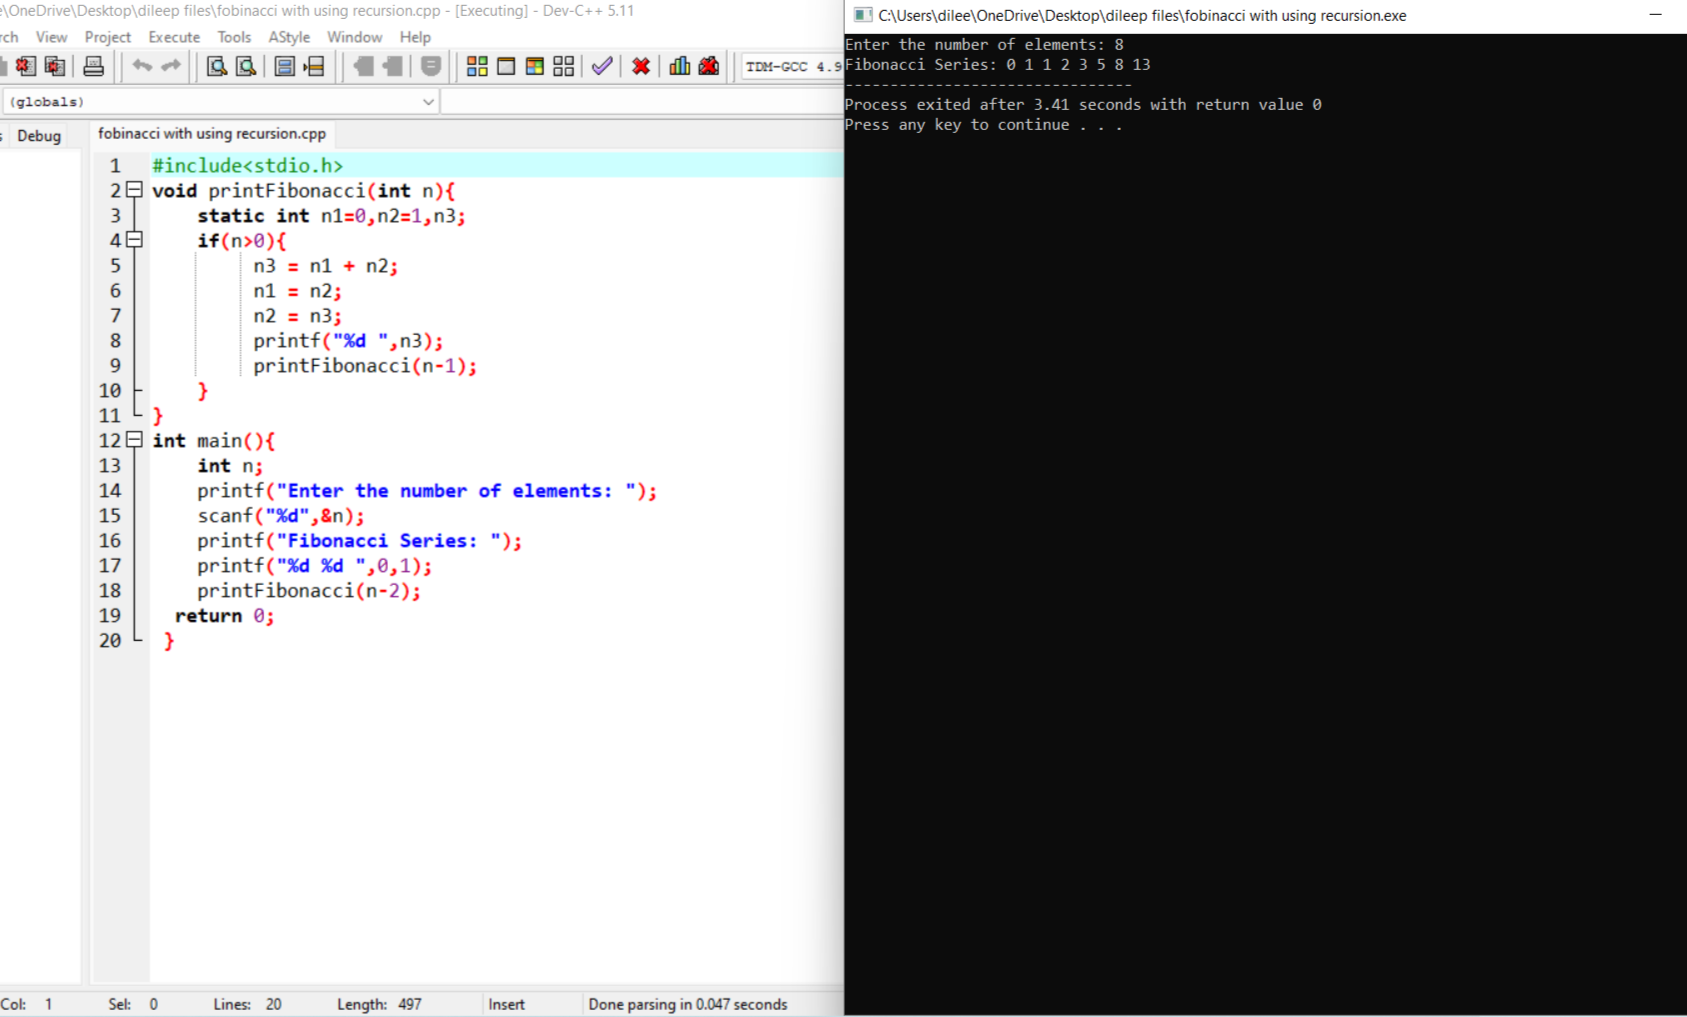 e\OneDrive\Desktop\dileep files\fobinacci with using recursion.cpp - [Executing] - Dev-C++ 5.11
rch View Project Execute Tools AStyle Window Help
TDM-GCC 4.9
(globals)
s Debug
fobinacci with using recursion.cpp
1 #include<stdio.h>
2 void printFibonacci(int n){
3 static int n1=0,n2=1,n3;
4 if(n>0){
5 n3 = n1 + n2;
6 n1 = n2;
7 n2 = n3;
8 printf("%d ",n3);
9 printFibonacci(n-1);
10 }
11 }
12 int main(){
13 int n;
14 printf("Enter the number of elements: ");
15 scanf("%d",&n);
16 printf("Fibonacci Series: ");
17 printf("%d %d ",0,1);
18 printFibonacci(n-2);
19 return 0;
20 }
Col: 1 Sel: 0 Lines: 20 Length: 497 Insert Done parsing in 0.047 seconds
C:\Users\dilee\OneDrive\Desktop\dileep files\fobinacci with using recursion.exe
Enter the number of elements: 8
Fibonacci Series: 0 1 1 2 3 5 8 13
--------------------------------
Process exited after 3.41 seconds with return value 0
Press any key to continue . . .